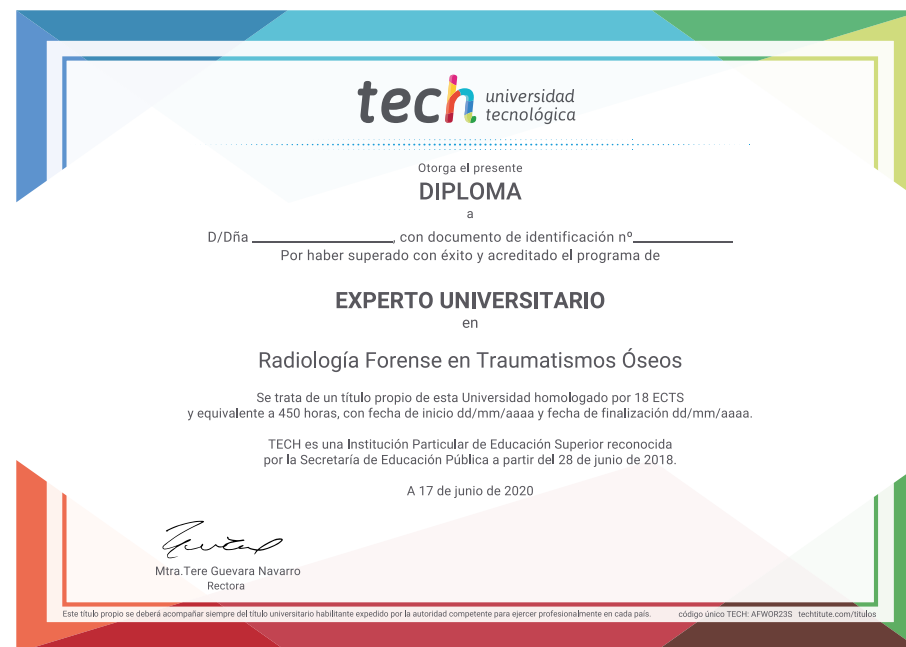 tech universidad
tecnológica
Otorga el presente
DIPLOMA
a
D/Dña ____________________, con documento de identificación nº______________
Por haber superado con éxito y acreditado el programa de
EXPERTO UNIVERSITARIO
en
Radiología Forense en Traumatismos Óseos
Se trata de un título propio de esta Universidad homologado por 18 ECTS
y equivalente a 450 horas, con fecha de inicio dd/mm/aaaa y fecha de finalización dd/mm/aaaa.
TECH es una Institución Particular de Educación Superior reconocida
por la Secretaría de Educación Pública a partir del 28 de junio de 2018.
A 17 de junio de 2020
Mtra.Tere Guevara Navarro
Rectora
Este título propio se deberá acompañar siempre del título universitario habilitante expedido por la autoridad competente para ejercer profesionalmente en cada país. código único TECH: AFWOR23S techtitute.com/titulos